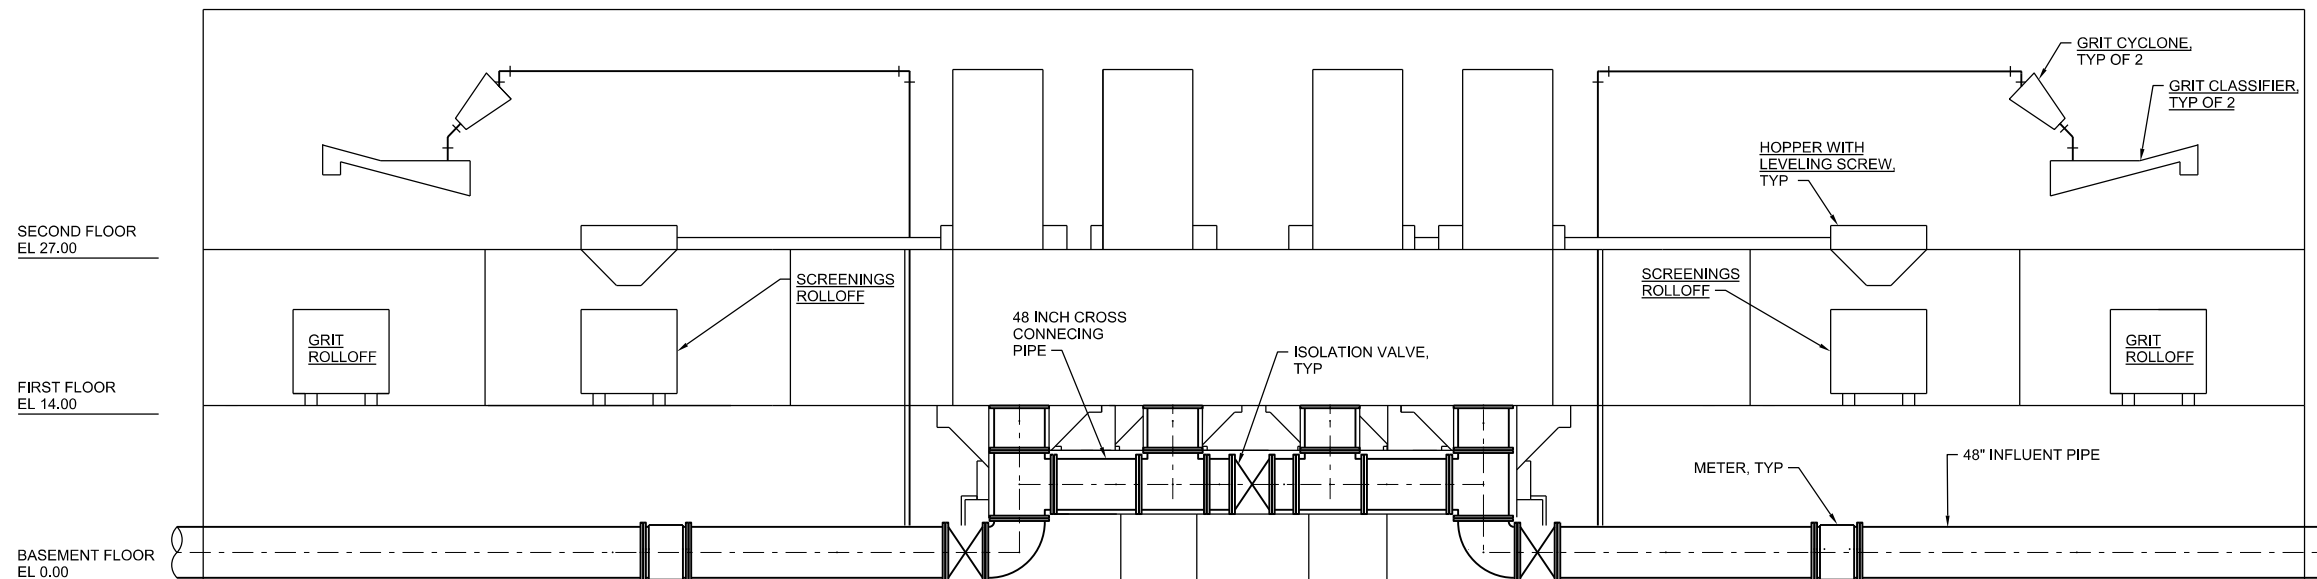 GRIT CYCLONE,
TYP OF 2
GRIT CLASSIFIER,
TYP OF 2
HOPPER WITH
LEVELING SCREW,
TYP
SECOND FLOOR
EL 27.00
SCREENINGS
ROLLOFF
SCREENINGS
ROLLOFF
48 INCH CROSS
CONNECING
PIPE
ISOLATION VALVE,
TYP
GRIT
ROLLOFF
GRIT
ROLLOFF
FIRST FLOOR
EL 14.00
METER, TYP
48" INFLUENT PIPE
BASEMENT FLOOR
EL 0.00